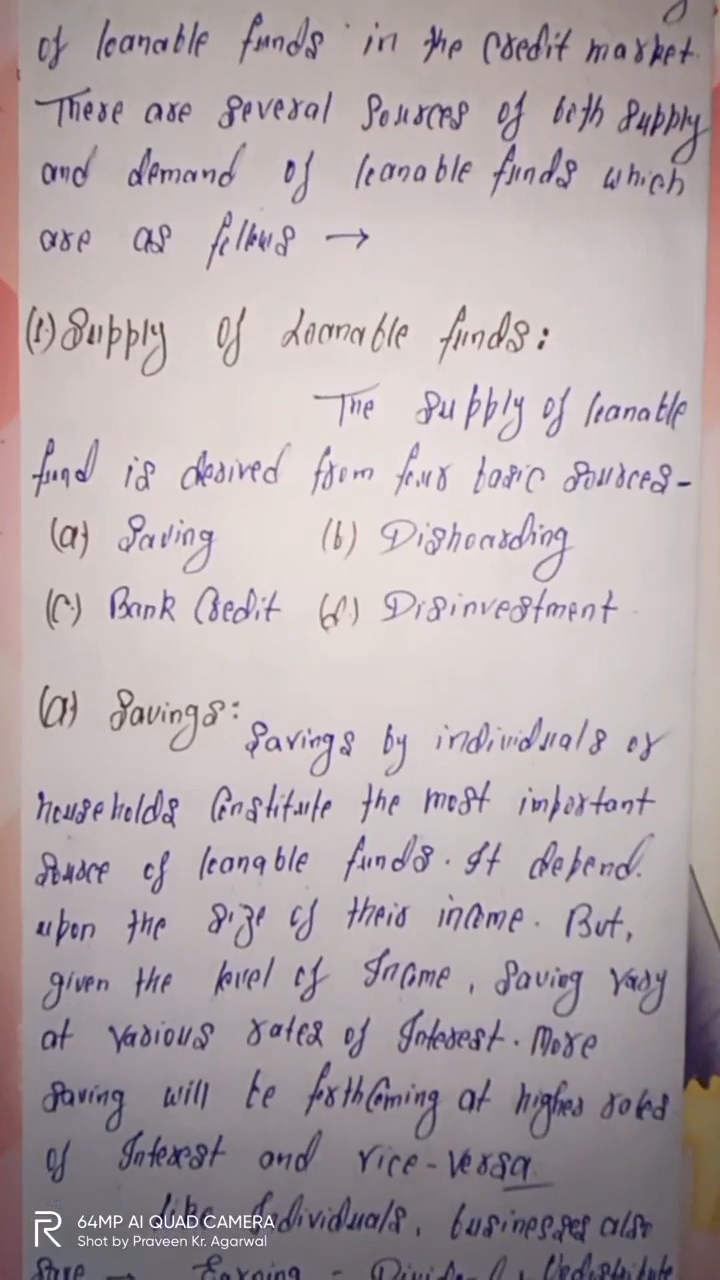 of loanable funds in the credit market.
There are several sources of both supply
and demand of loanable funds which
are as follows →
(1) Supply of Loanable funds:
The supply of loanable
fund is desired from four basic sources-
(a) Saving (b) Dishoarding
(c) Bank Credit (d) Disinvestment
(a) Savings:
Savings by individuals or
households Constitute the most important
source of loanable funds. It depend.
upon the size of their income. But,
given the level of Income, saving vary
at various rates of Interest. More
saving will be forthcoming at higher rates
of Interest and vice-versa
Like Individuals, businesses also
64MP AI QUAD CAMERA
Shot by Praveen Kr. Agarwal
save → Earning -